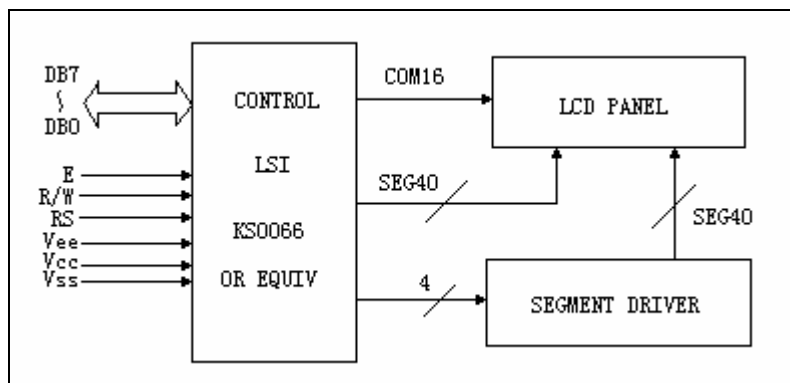 DB7
~
DB0
E
R/W
RS
Vee
Vcc
Vss
CONTROL
LSI
KS0066
OR EQUIV
COM16
SEG40
4
LCD PANEL
SEG40
SEGMENT DRIVER